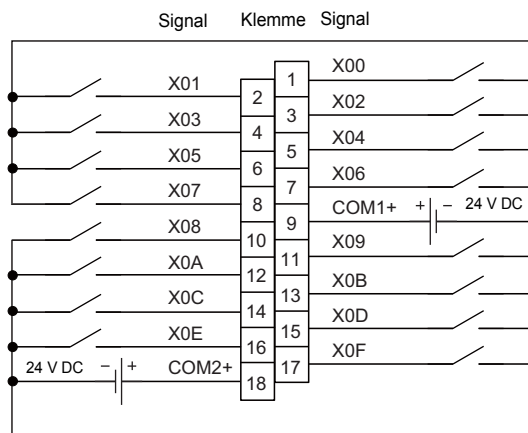 Signal Klemme Signal
1 X00
X01 2
3 X02
X03 4
5 X04
X05 6
7 X06
X07 8
9 COM1+ + − 24 V DC
X08 10
11 X09
X0A 12
13 X0B
X0C 14
15 X0D
X0E 16
17 X0F
24 V DC − + COM2+ 18